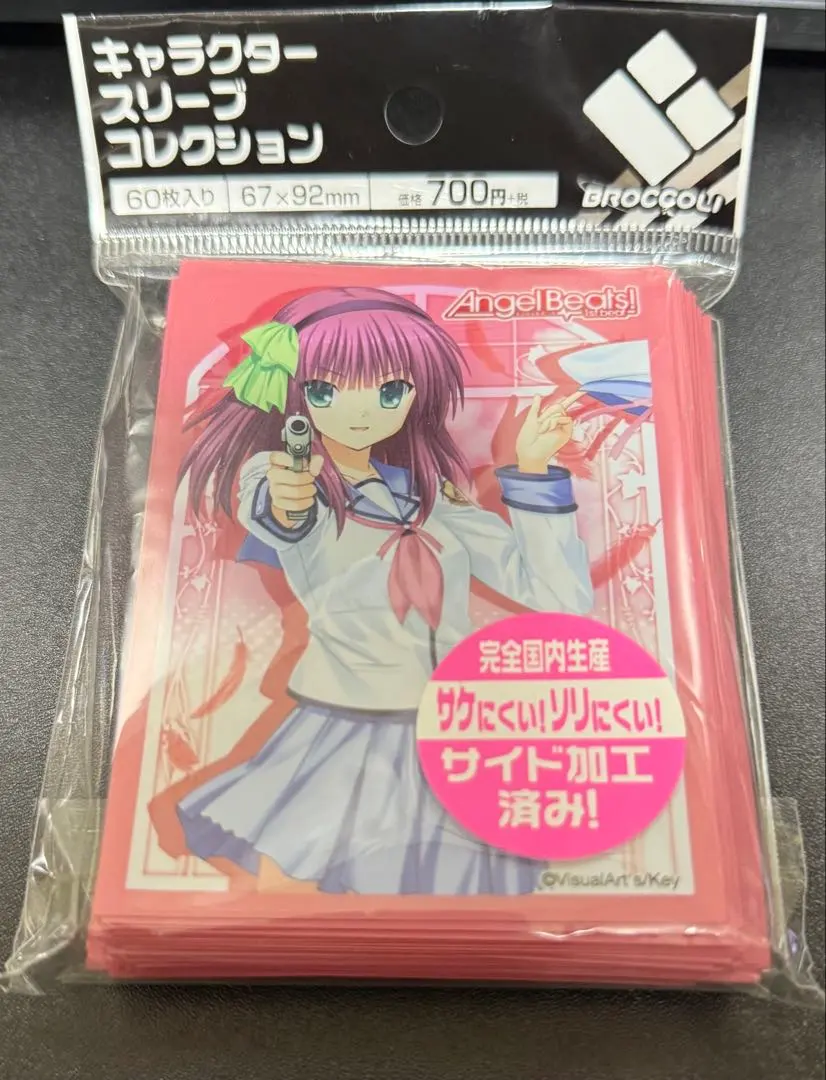 キャラクター
スリーブ
コレクション
60枚入り 67×92mm 価格 700円+税
BROCCOLI
Angel Beats!
1st beat
完全国内生産
サケにくい!ソリにくい!
サイド加工
済み!
©VisualArt's/Key